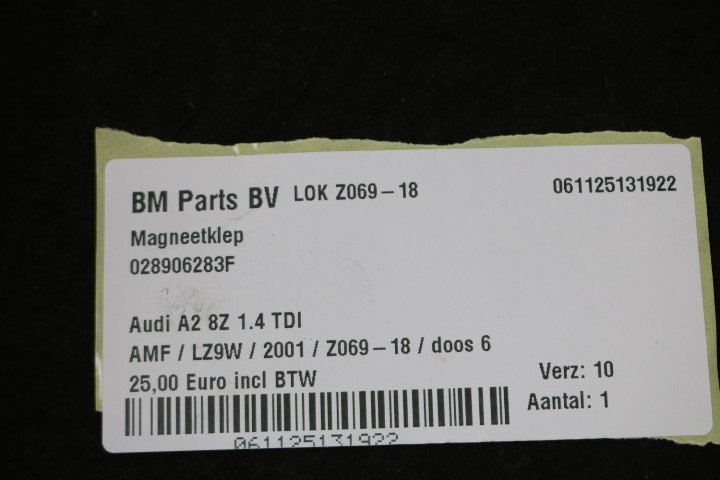 BM Parts BV LOK Z069-18 061125131922
Magneetklep
028906283F
Audi A2 8Z 1.4 TDI
AMF / LZ9W / 2001 / Z069-18 / doos 6
25,00 Euro incl BTW Verz: 10
Aantal: 1
061125131922